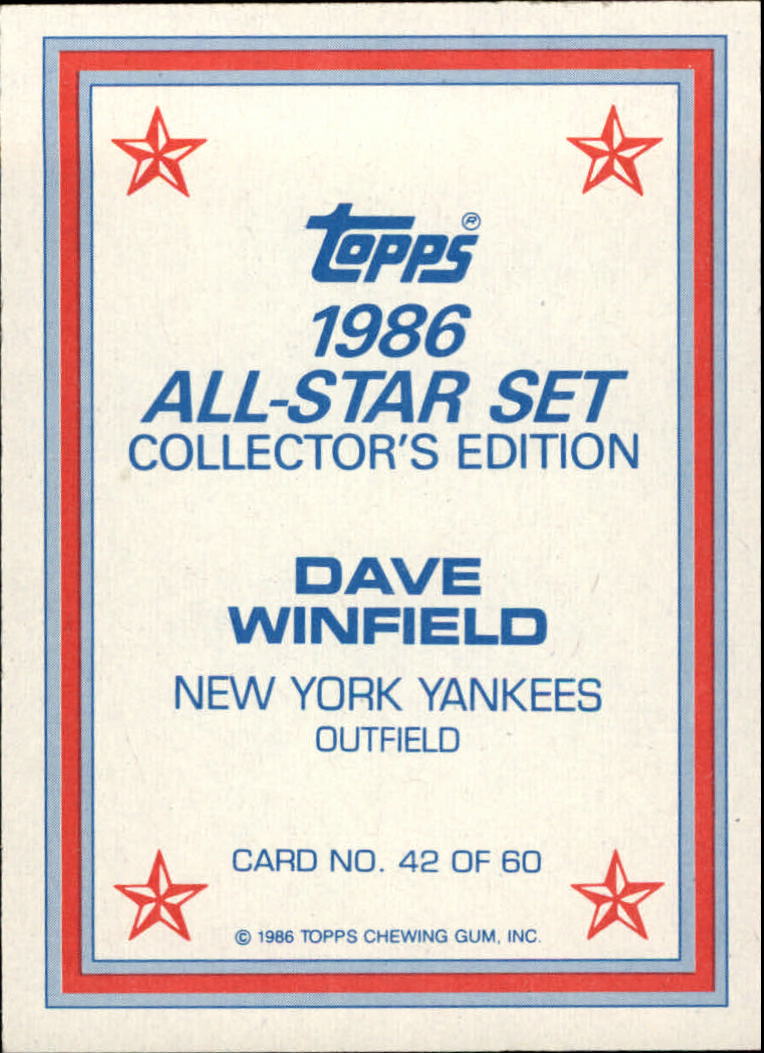 topps®
1986
ALL-STAR SET
COLLECTOR'S EDITION
DAVE
WINFIELD
NEW YORK YANKEES
OUTFIELD
CARD NO. 42 OF 60
© 1986 TOPPS CHEWING GUM, INC.